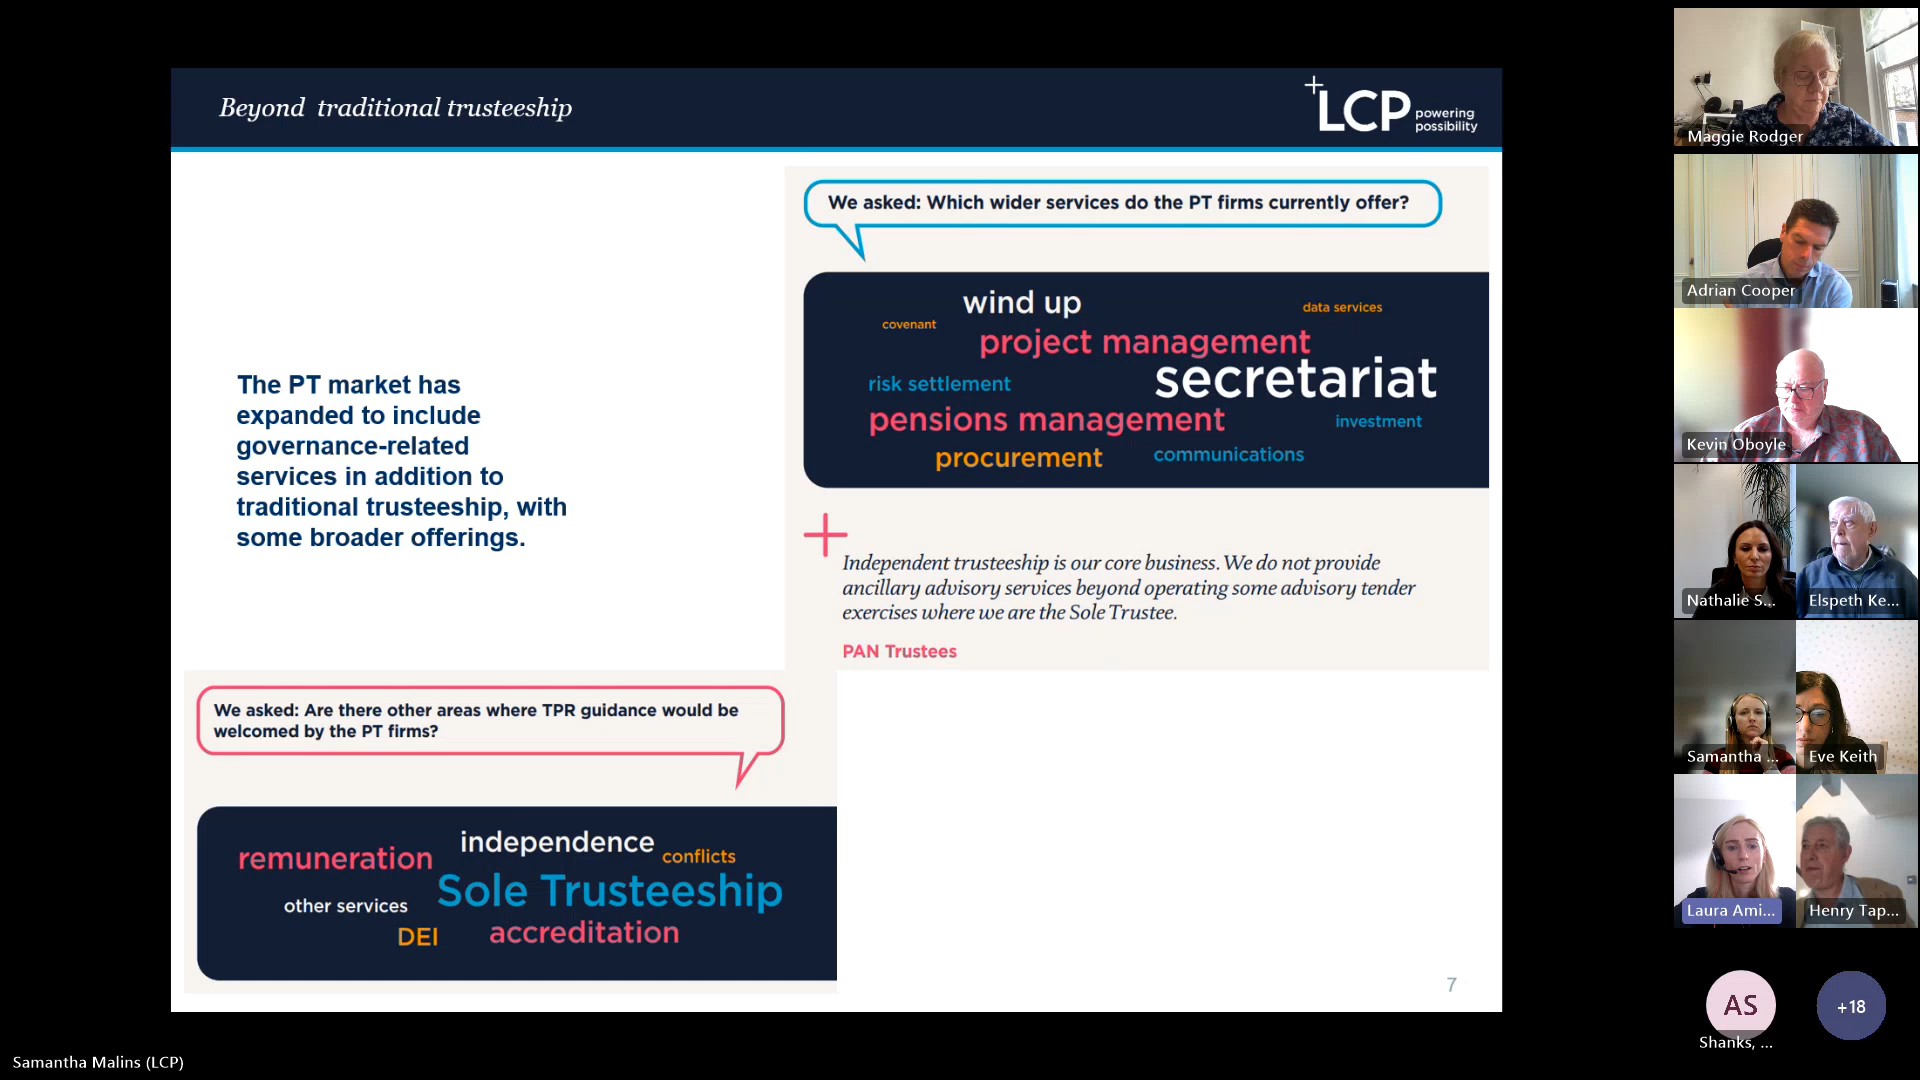 Beyond  traditional trusteeship
LCP powering
possibility
We asked: Which wider services do the PT firms currently offer?
wind up
data services
covenant
project management
secretariat
risk settlement
pensions management
investment
procurement
communications
The PT market has
expanded to include
governance-related
services in addition to
traditional trusteeship, with
some broader offerings.
Independent trusteeship is our core business. We do not provide
ancillary advisory services beyond operating some advisory tender
exercises where we are the Sole Trustee.
PAN Trustees
We asked: Are there other areas where TPR guidance would be
welcomed by the PT firms?
independence
remuneration
conflicts
Sole Trusteeship
other services
DEI
accreditation
7
Maggie Rodger
Adrian Cooper
Kevin Oboyle
Nathalie S...
Elspeth Ke...
Samantha ...
Eve Keith
Laura Ami...
Henry Tap...
AS
+18
Shanks, ...
Samantha Malins (LCP)